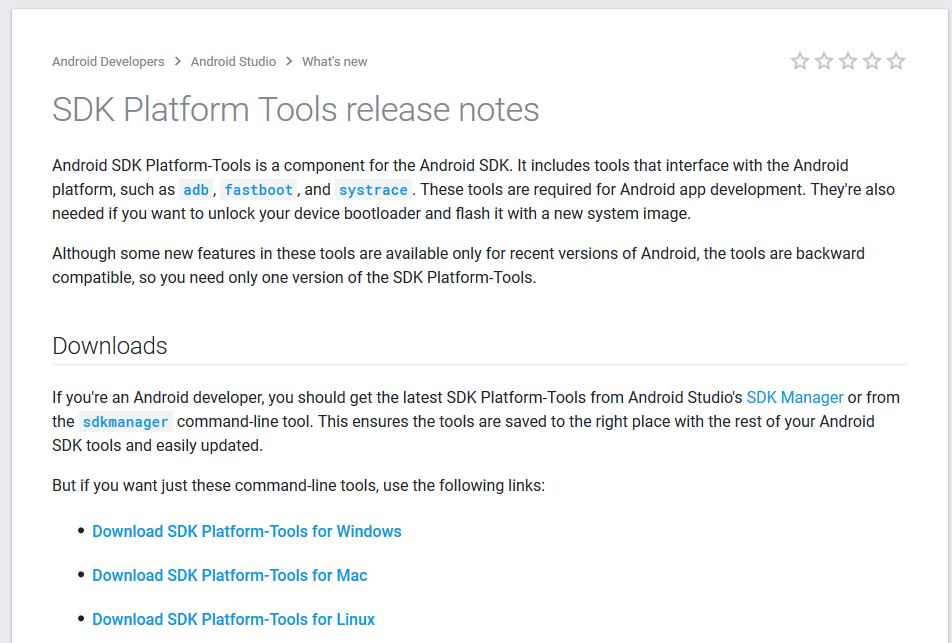 Android Developers > Android Studio > What's new
SDK Platform Tools release notes
Android SDK Platform-Tools is a component for the Android SDK. It includes tools that interface with the Android
platform, such as adb, fastboot, and systrace. These tools are required for Android app development. They're also
needed if you want to unlock your device bootloader and flash it with a new system image.
Although some new features in these tools are available only for recent versions of Android, the tools are backward
compatible, so you need only one version of the SDK Platform-Tools.
Downloads
If you're an Android developer, you should get the latest SDK Platform-Tools from Android Studio's SDK Manager or from
the sdkmanager command-line tool. This ensures the tools are saved to the right place with the rest of your Android
SDK tools and easily updated.
But if you want just these command-line tools, use the following links:
• Download SDK Platform-Tools for Windows
• Download SDK Platform-Tools for Mac
• Download SDK Platform-Tools for Linux